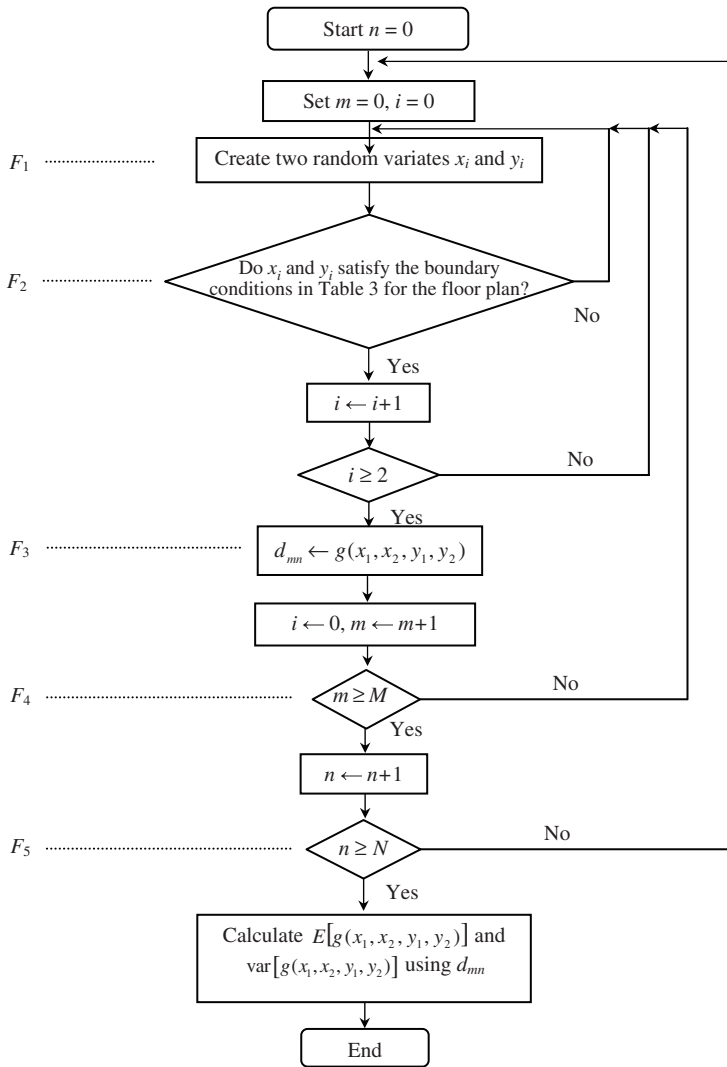 Start n = 0
Set m = 0, i = 0
F₁
Create two random variates xᵢ and yᵢ
F₂
Do xᵢ and yᵢ satisfy the boundary
conditions in Table 3 for the floor plan?
No
Yes
i ← i+1
i ≥ 2
No
Yes
F₃
dₘₙ ← g(x₁, x₂, y₁, y₂)
i ← 0, m ← m+1
F₄
m ≥ M
No
Yes
n ← n+1
F₅
n ≥ N
No
Yes
Calculate E[g(x₁, x₂, y₁, y₂)] and
var[g(x₁, x₂, y₁, y₂)] using dₘₙ
End